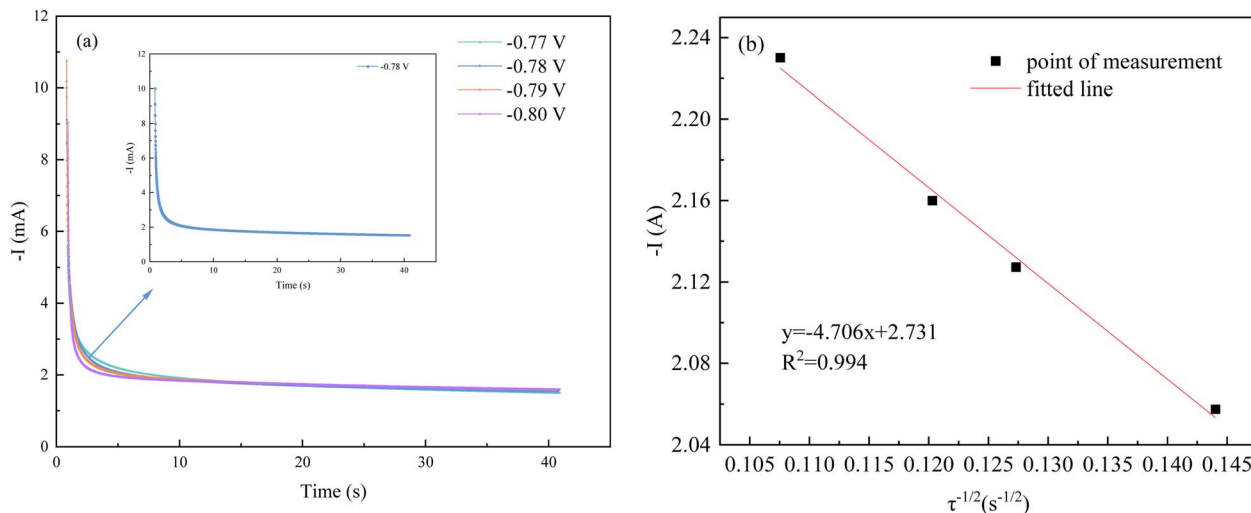 (a)
-0.77 V
-0.78 V
-0.79 V
-0.80 V
12
10
8
6
4
2
0
-I (mA)
0
10
20
30
40
Time (s)
-0.78 V
12
10
8
6
4
2
0
-I (mA)
0
10
20
30
40
Time (s)
(b)
point of measurement
fitted line
y=-4.706x+2.731
R²=0.994
2.24
2.20
2.16
2.12
2.08
2.04
-I (A)
0.105
0.110
0.115
0.120
0.125
0.130
0.135
0.140
0.145
τ⁻¹/²(s⁻¹/²)